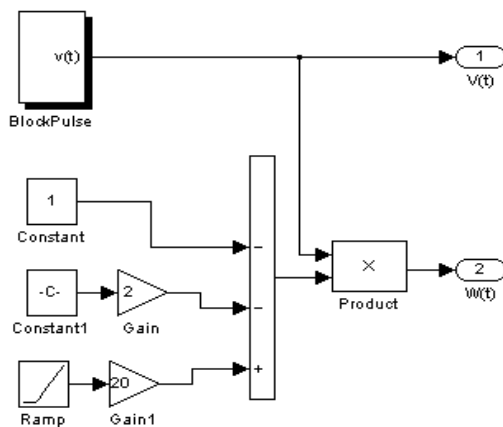 v(t)
BlockPulse
1
V(t)
1
Constant
-C-
Constant1
2
Gain
Ramp
20
Gain1
−
−
+
×
Product
2
W(t)